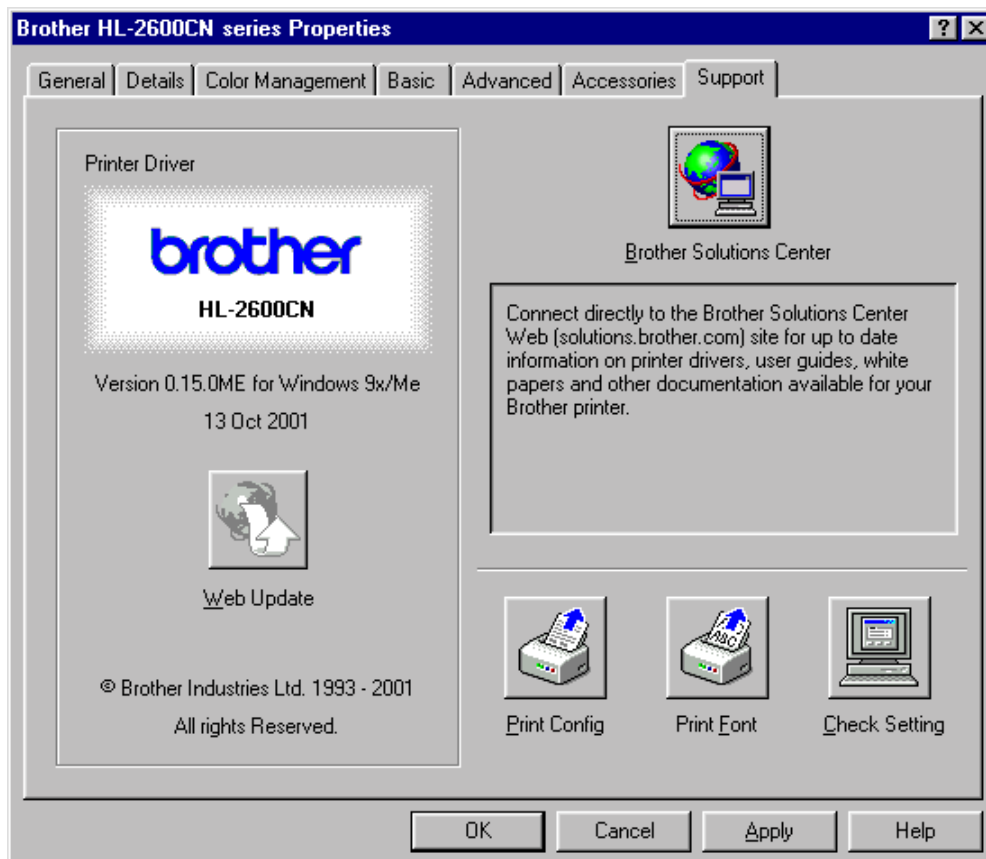 Brother HL-2600CN series Properties
General Details Color Management Basic Advanced Accessories Support
Printer Driver
brother
HL-2600CN
Version 0.15.0ME for Windows 9x/Me
13 Oct 2001
Web Update
© Brother Industries Ltd. 1993 - 2001
All rights Reserved.
Brother Solutions Center
Connect directly to the Brother Solutions Center
Web (solutions.brother.com) site for up to date
information on printer drivers, user guides, white
papers and other documentation available for your
Brother printer.
ABC
Print Config Print Font Check Setting
OK Cancel Apply Help